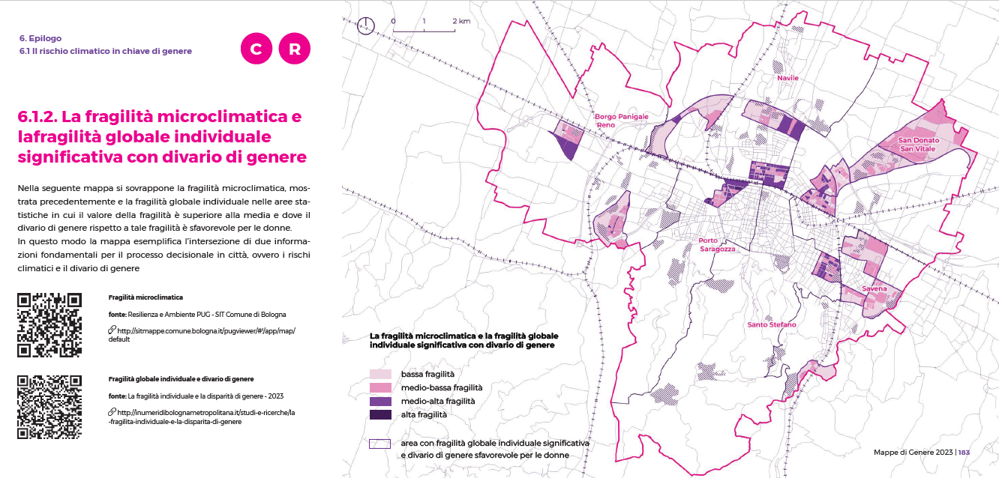 6. Epilogo
6.1 Il rischio climatico in chiave di genere
C R
6.1.2. La fragilità microclimatica e
lafragilità globale individuale
significativa con divario di genere
Nella seguente mappa si sovrappone la fragilità microclimatica, mos-
trata precedentemente e la fragilità globale individuale nelle aree sta-
tistiche in cui il valore della fragilità è superiore alla media e dove il
divario di genere rispetto a tale fragilità è sfavorevole per le donne.
In questo modo la mappa esemplifica l'intersezione di due informa-
zioni fondamentali per il processo decisionale in città, ovvero i rischi
climatici e il divario di genere
Fragilità microclimatica
fonte: Resilienza e Ambiente PUG - SIT Comune di Bologna
http://sitmappe.comune.bologna.it/pugviewer/#!/app/map/
default
Fragilità globale individuale e divario di genere
fonte: La fragilità individuale e la disparità di genere - 2023
http://inumeridibolognametropolitana.it/studi-e-ricerche/la
-fragilita-individuale-e-la-disparita-di-genere
0 1 2 km
Navile
Borgo Panigale
Reno
San Donato
San Vitale
Porto
Saragozza
Savena
Santo Stefano
La fragilità microclimatica e la fragilità globale
individuale significativa con divario di genere
bassa fragilità
medio-bassa fragilità
medio-alta fragilità
alta fragilità
area con fragilità globale individuale significativa
e divario di genere sfavorevole per le donne
Mappe di Genere 2023 | 183